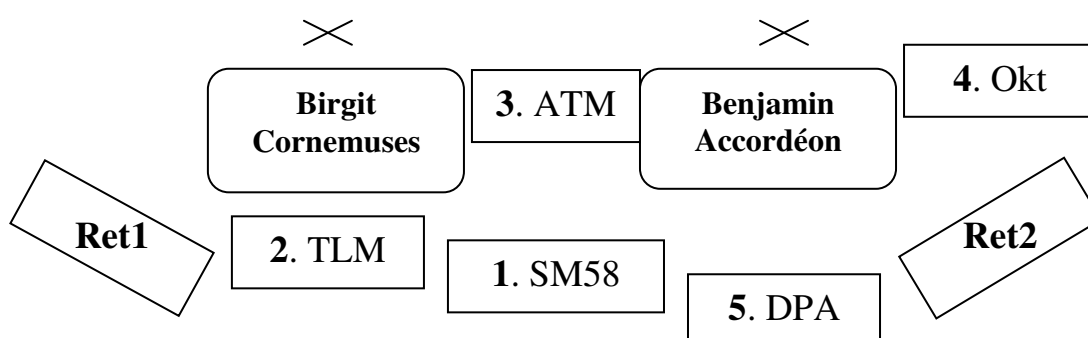 4. Okt
Birgit
Cornemuses
3. ATM
Benjamin
Accordéon
Ret1
2. TLM
1. SM58
5. DPA
Ret2